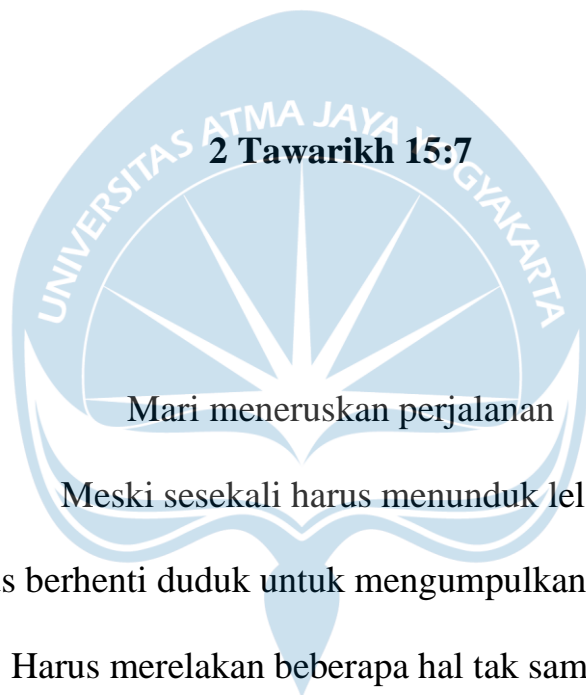 UNIVERSITAS ATMA JAYA YOGYAKARTA
2 Tawarikh 15:7
Mari meneruskan perjalanan
Meski sesekali harus menunduk
berhenti duduk untuk mengumpulkan
Harus merelakan beberapa hal tak